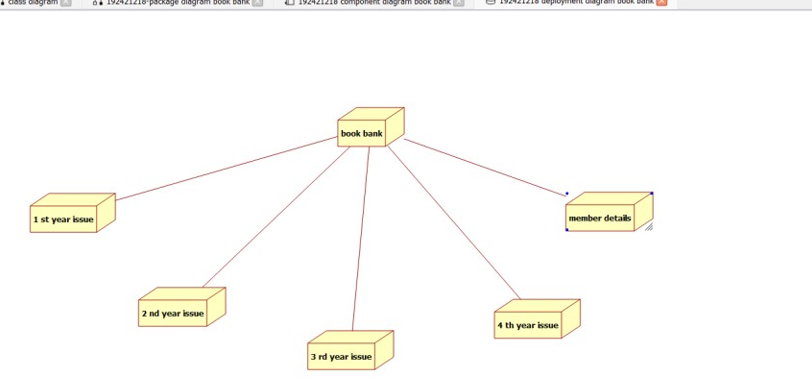 class diagram
192421218-package diagram book bank
192421218 component diagram book bank
192421218 deployment diagram book bank
book bank
1 st year issue
member details
2 nd year issue
4 th year issue
3 rd year issue